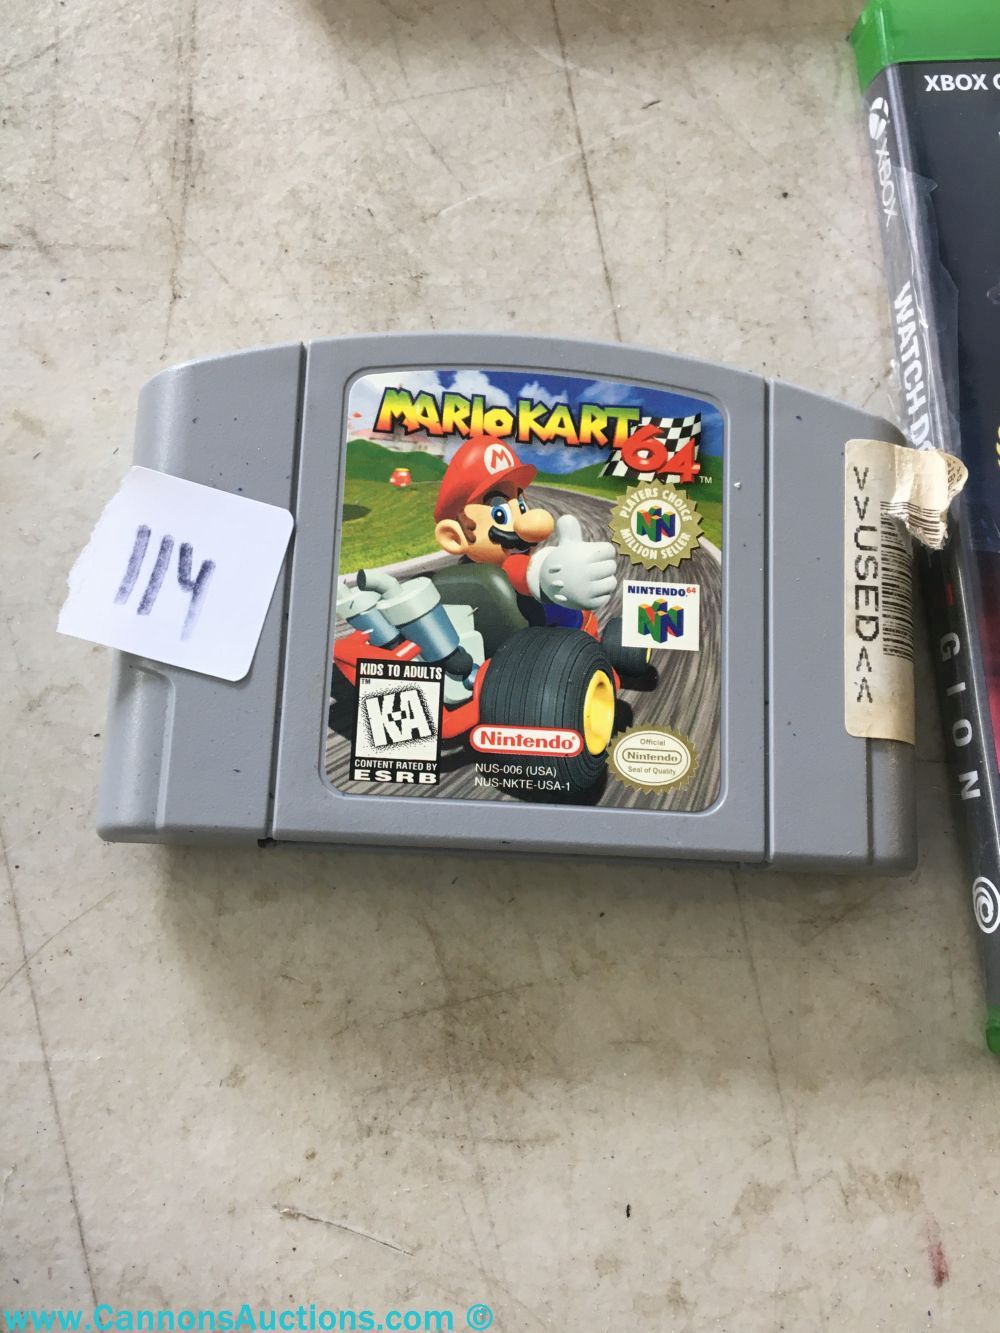 MARIO KART
64 TM
M
PLAYERS CHOICE
MILLION SELLER
NINTENDO 64
KIDS TO ADULTS
TM
K-A
CONTENT RATED BY
ESRB
Nintendo
NUS-006 (USA)
NUS-NKTE-USA-1
Official
Nintendo
Seal of Quality
114
>>USED<<
XBOX
XBOX
WATCH
GION
www.CannonsAuctions.com ©